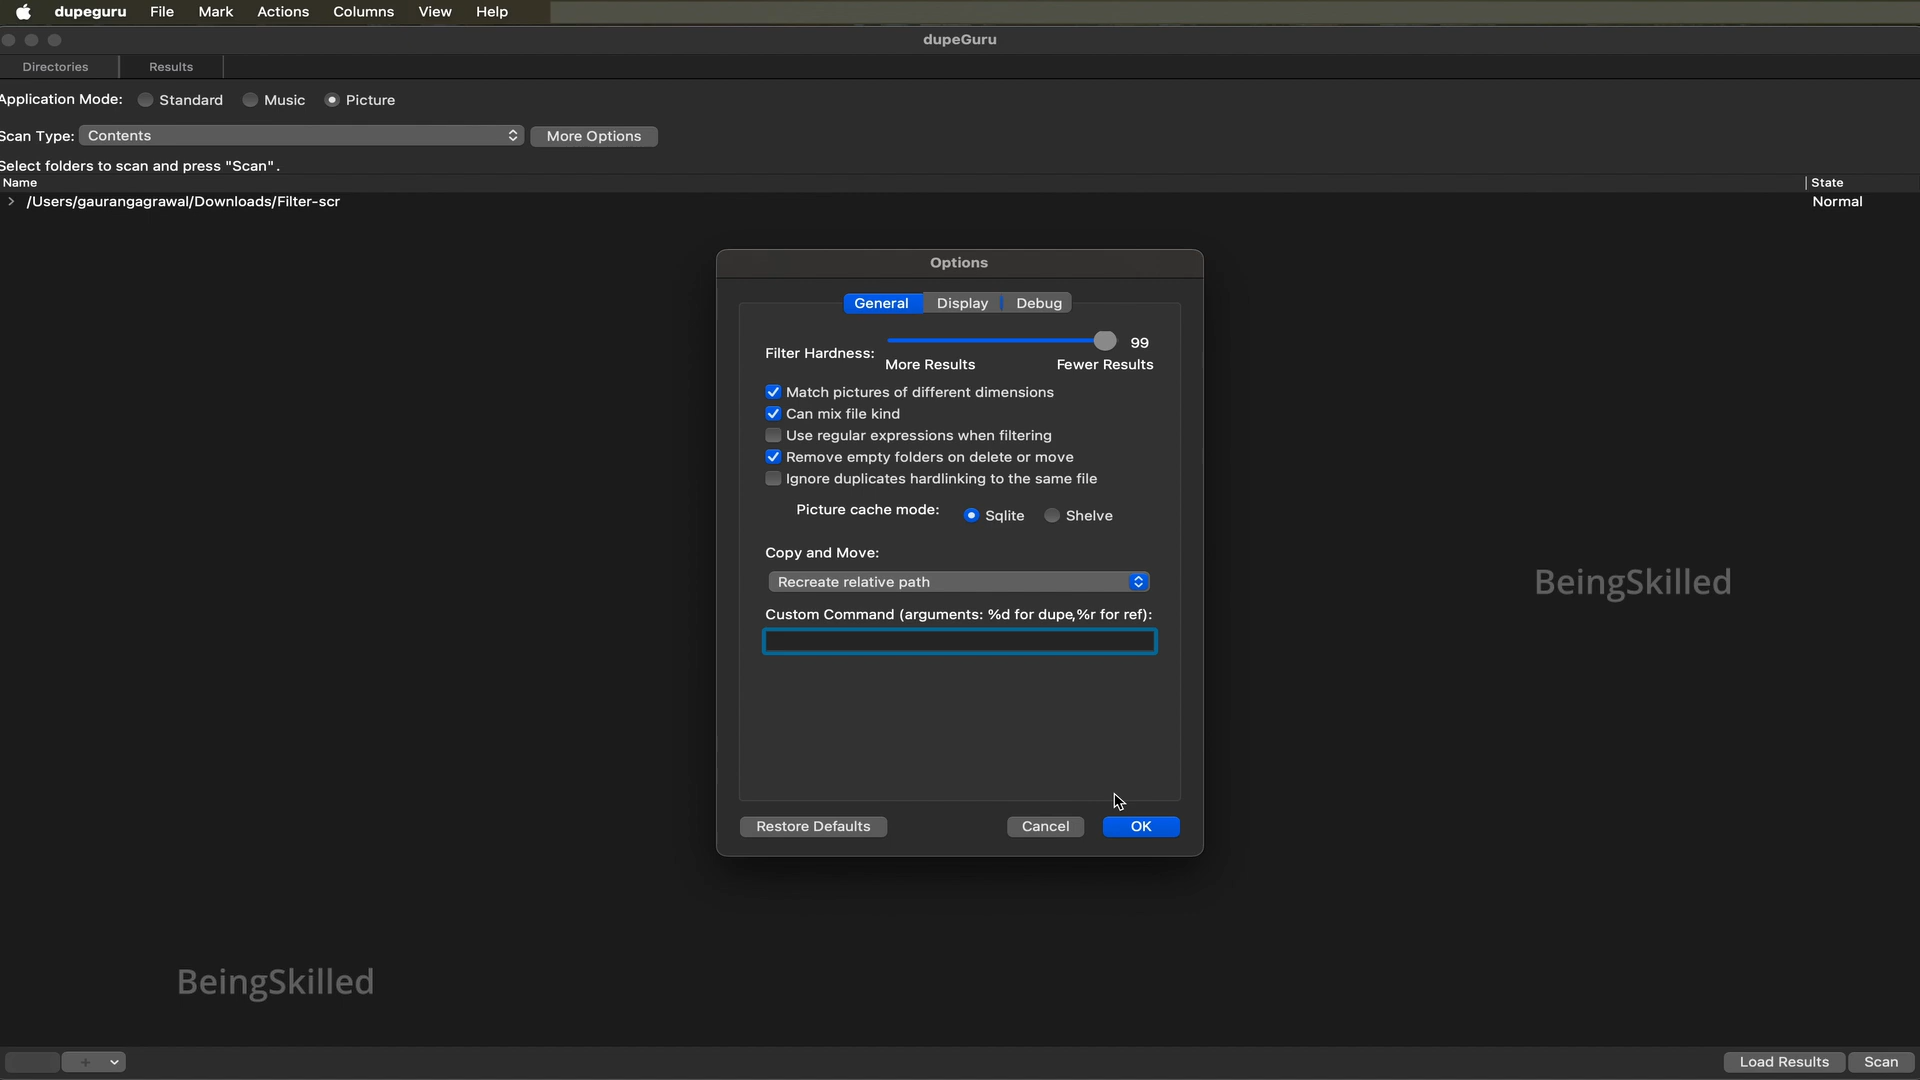 dupeguru File Mark Actions Columns View Help
dupeGuru
Directories Results
Application Mode: Standard Music Picture
Scan Type: Contents More Options
Select folders to scan and press "Scan".
Name State
/Users/gaurangagrawal/Downloads/Filter-scr Normal
Options
General Display Debug
Filter Hardness: 99
More Results Fewer Results
Match pictures of different dimensions
Can mix file kind
Use regular expressions when filtering
Remove empty folders on delete or move
Ignore duplicates hardlinking to the same file
Picture cache mode: Sqlite Shelve
Copy and Move:
Recreate relative path
BeingSkilled
Custom Command (arguments: %d for dupe,%r for ref):
Restore Defaults Cancel OK
BeingSkilled
+ Load Results Scan